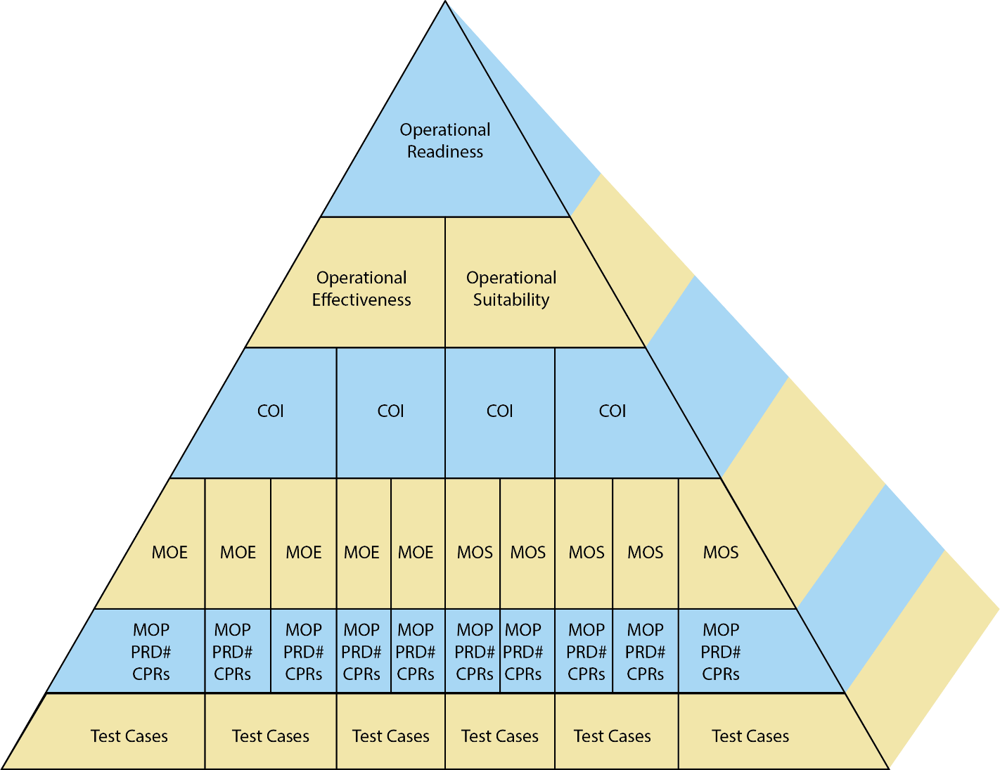 Operational
Readiness
Operational
Effectiveness
Operational
Suitability
COI
COI
COI
COI
MOE
MOE
MOE
MOE
MOE
MOS
MOS
MOS
MOS
MOS
MOP
PRD#
CPRs
MOP
PRD#
CPRs
MOP
PRD#
CPRs
MOP
PRD#
CPRs
MOP
PRD#
CPRs
MOP
PRD#
CPRs
MOP
PRD#
CPRs
MOP
PRD#
CPRs
MOP
PRD#
CPRs
MOP
PRD#
CPRs
Test Cases
Test Cases
Test Cases
Test Cases
Test Cases
Test Cases